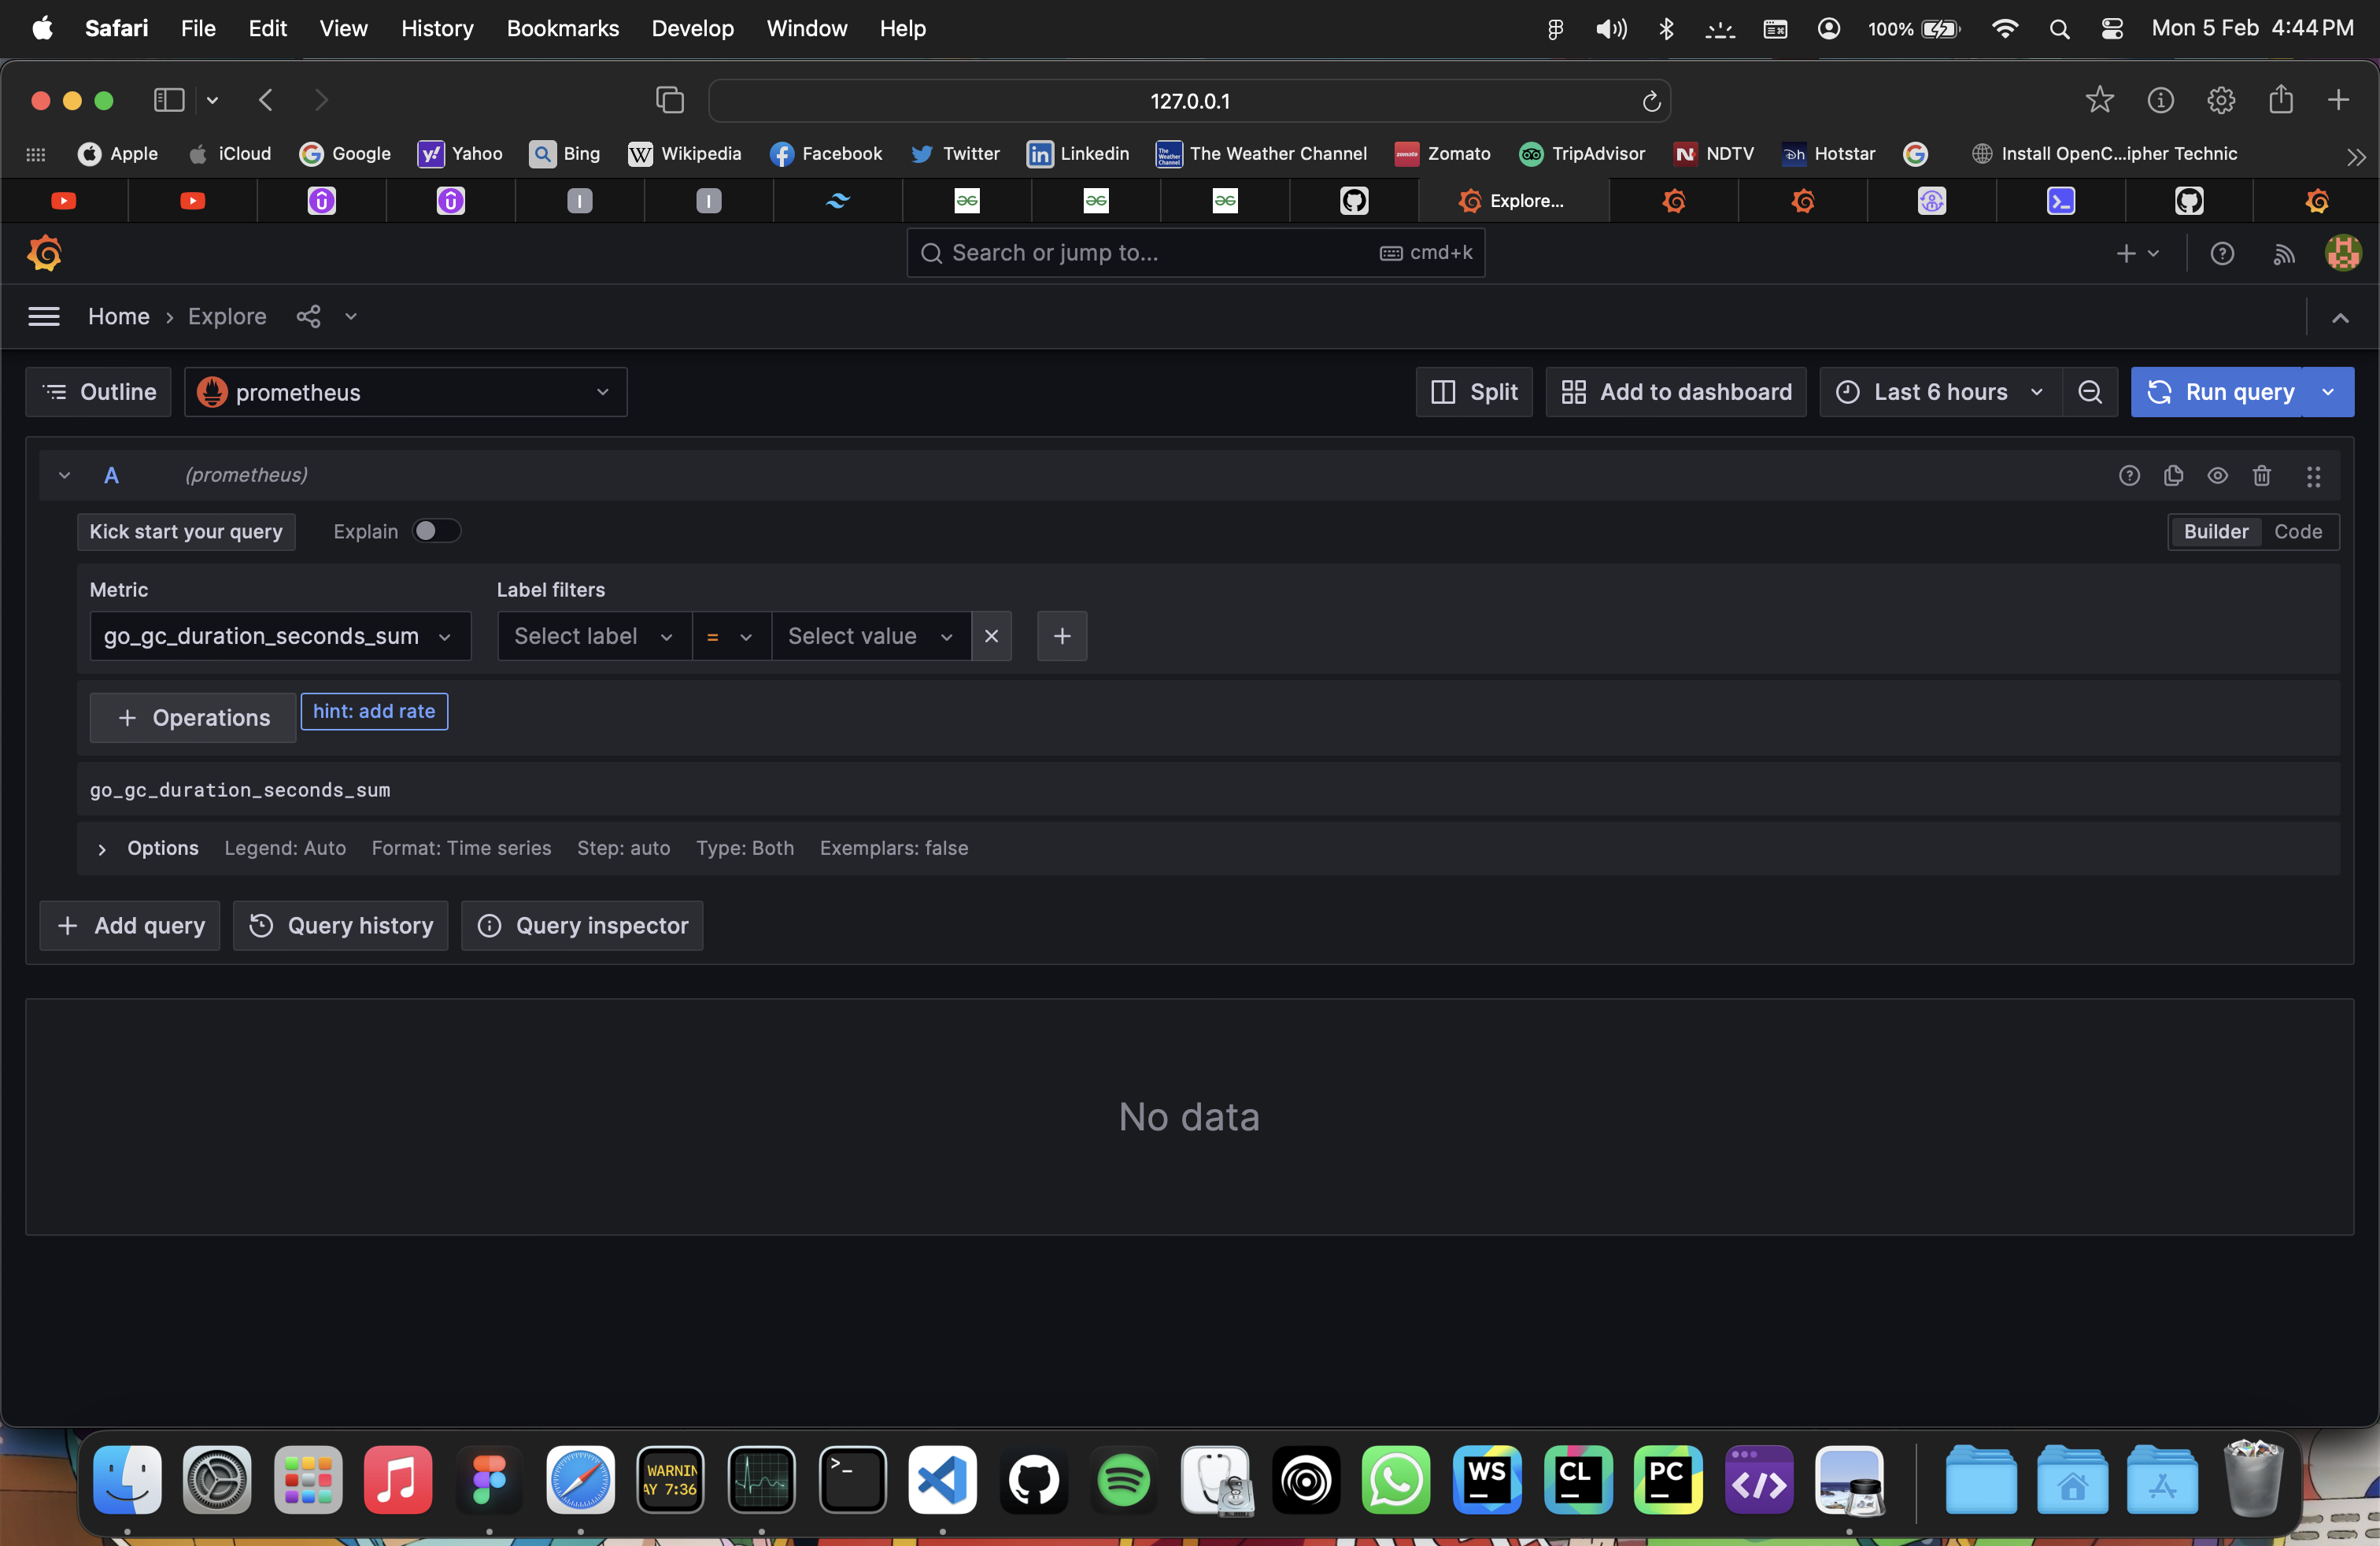 Safari File Edit View History Bookmarks Develop Window Help 100% Mon 5 Feb 4:44 PM
127.0.0.1
Apple iCloud Google Yahoo Bing Wikipedia Facebook Twitter Linkedin The Weather Channel Zomato TripAdvisor NDTV Hotstar Install OpenC...ipher Technic
Explore...
Search or jump to... cmd+k
Home › Explore
Outline prometheus Split Add to dashboard Last 6 hours Run query
A (prometheus)
Kick start your query Explain Builder Code
Metric Label filters
go_gc_duration_seconds_sum Select label = Select value
+ Operations hint: add rate
go_gc_duration_seconds_sum
Options Legend: Auto Format: Time series Step: auto Type: Both Exemplars: false
+ Add query Query history Query inspector
No data
WARNIN
AY 7:36
WS CL PC